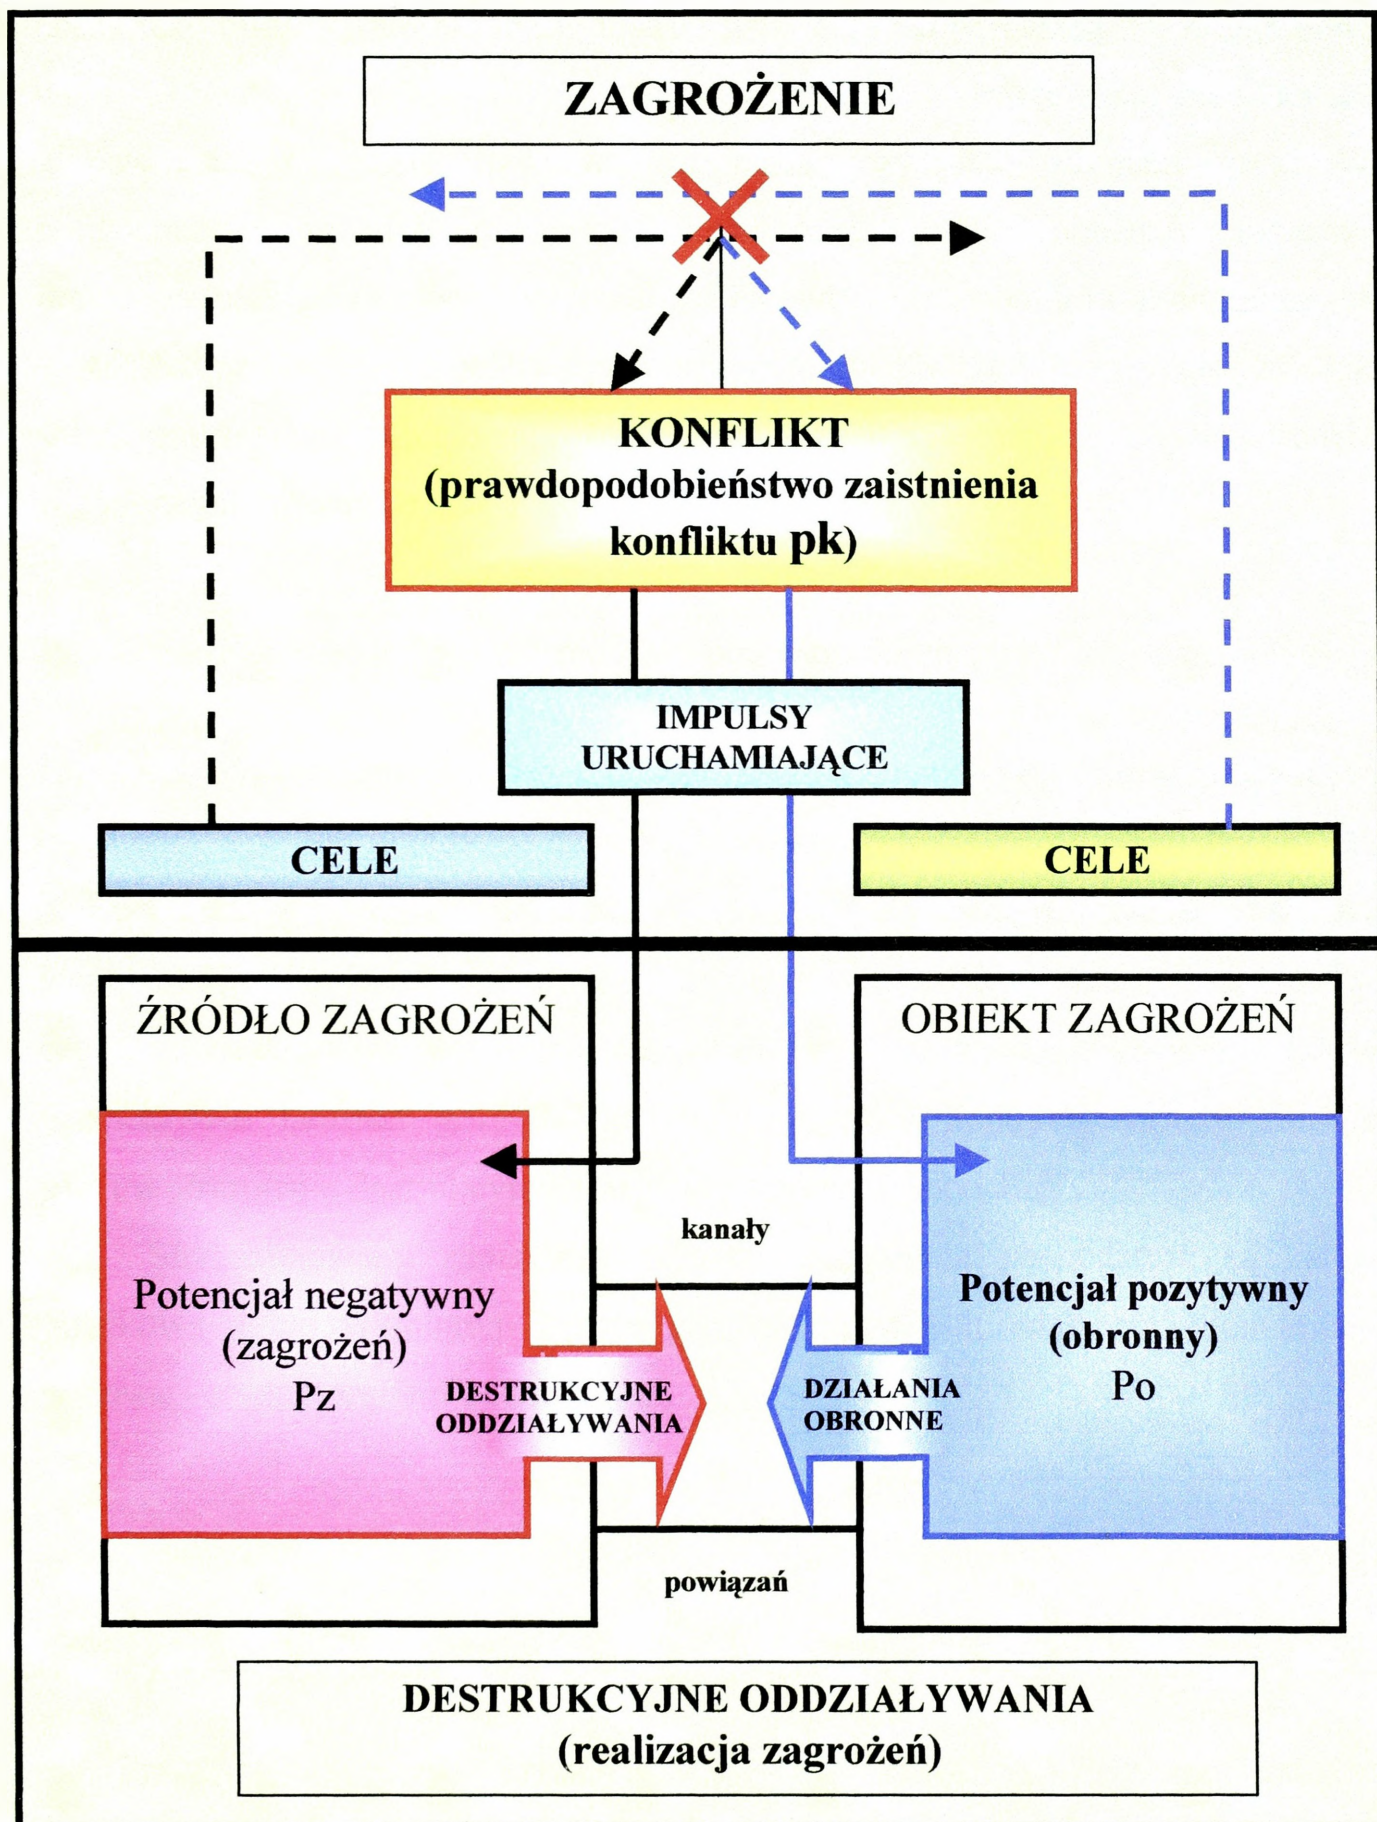 ZAGROŻENIE
KONFLIKT
(prawdopodobieństwo zaistnienia
konfliktu pk)
IMPULSY
URUCHAMIAJĄCE
CELE
CELE
ŹRÓDŁO ZAGROŻEŃ
OBIEKT ZAGROŻEŃ
kanały
Potencjał negatywny
(zagrożeń)
Pz
Potencjał pozytywny
(obronny)
Po
DESTRUKCYJNE
ODDZIAŁYWANIA
DZIAŁANIA
OBRONNE
powiązań
DESTRUKCYJNE ODDZIAŁYWANIA
(realizacja zagrożeń)